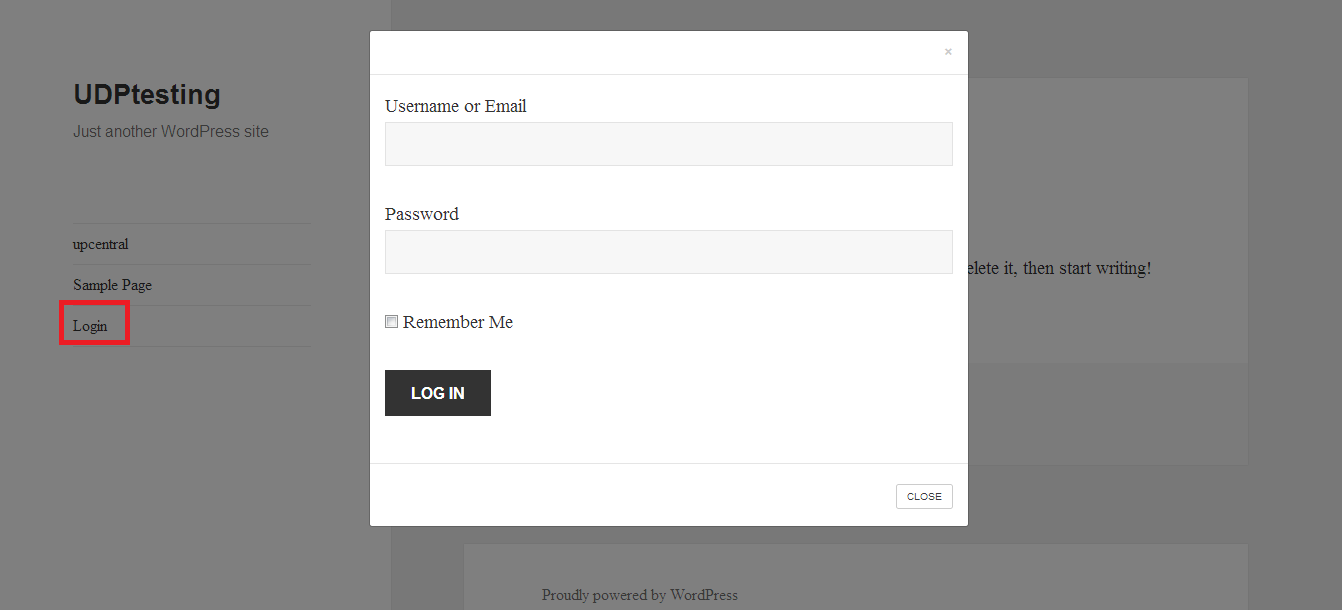 UDPtesting
Just another WordPress site
upcentral
Sample Page
Login
×
Username or Email
Password
Remember Me
LOG IN
CLOSE
elete it, then start writing!
Proudly powered by WordPress